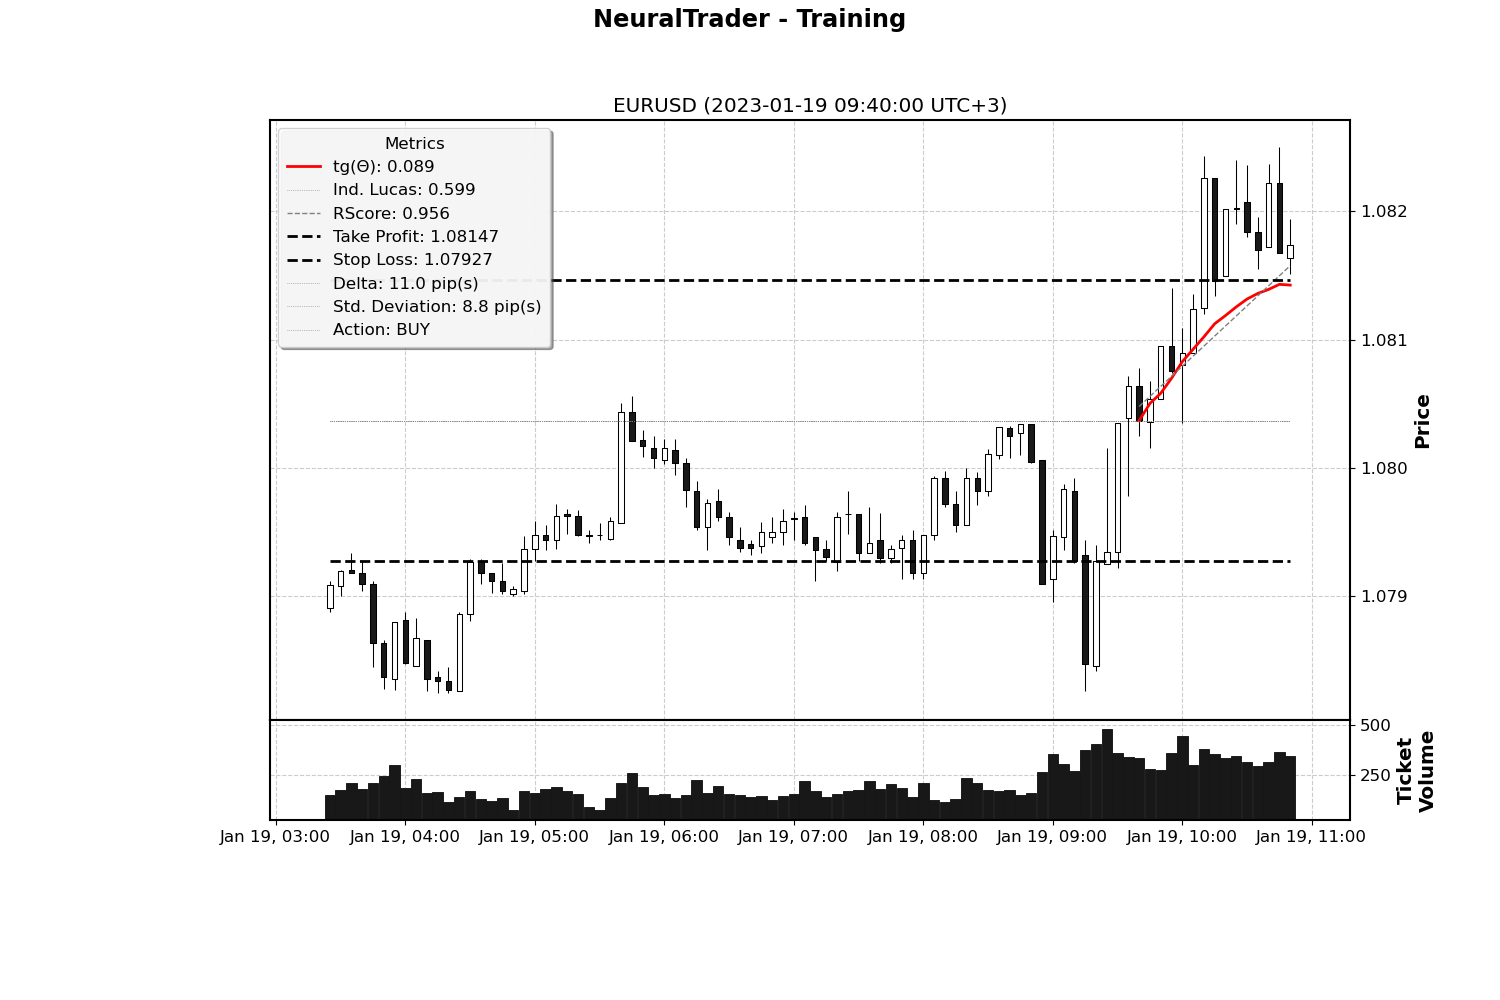 NeuralTrader - Training
EURUSD (2023-01-19 09:40:00 UTC+3)
Metrics
tg(Θ): 0.089
Ind. Lucas: 0.599
RScore: 0.956
Take Profit: 1.08147
Stop Loss: 1.07927
Delta: 11.0 pip(s)
Std. Deviation: 8.8 pip(s)
Action: BUY
1.082
1.081
1.080
1.079
Price
500
250
Ticket
Volume
Jan 19, 03:00
Jan 19, 04:00
Jan 19, 05:00
Jan 19, 06:00
Jan 19, 07:00
Jan 19, 08:00
Jan 19, 09:00
Jan 19, 10:00
Jan 19, 11:00